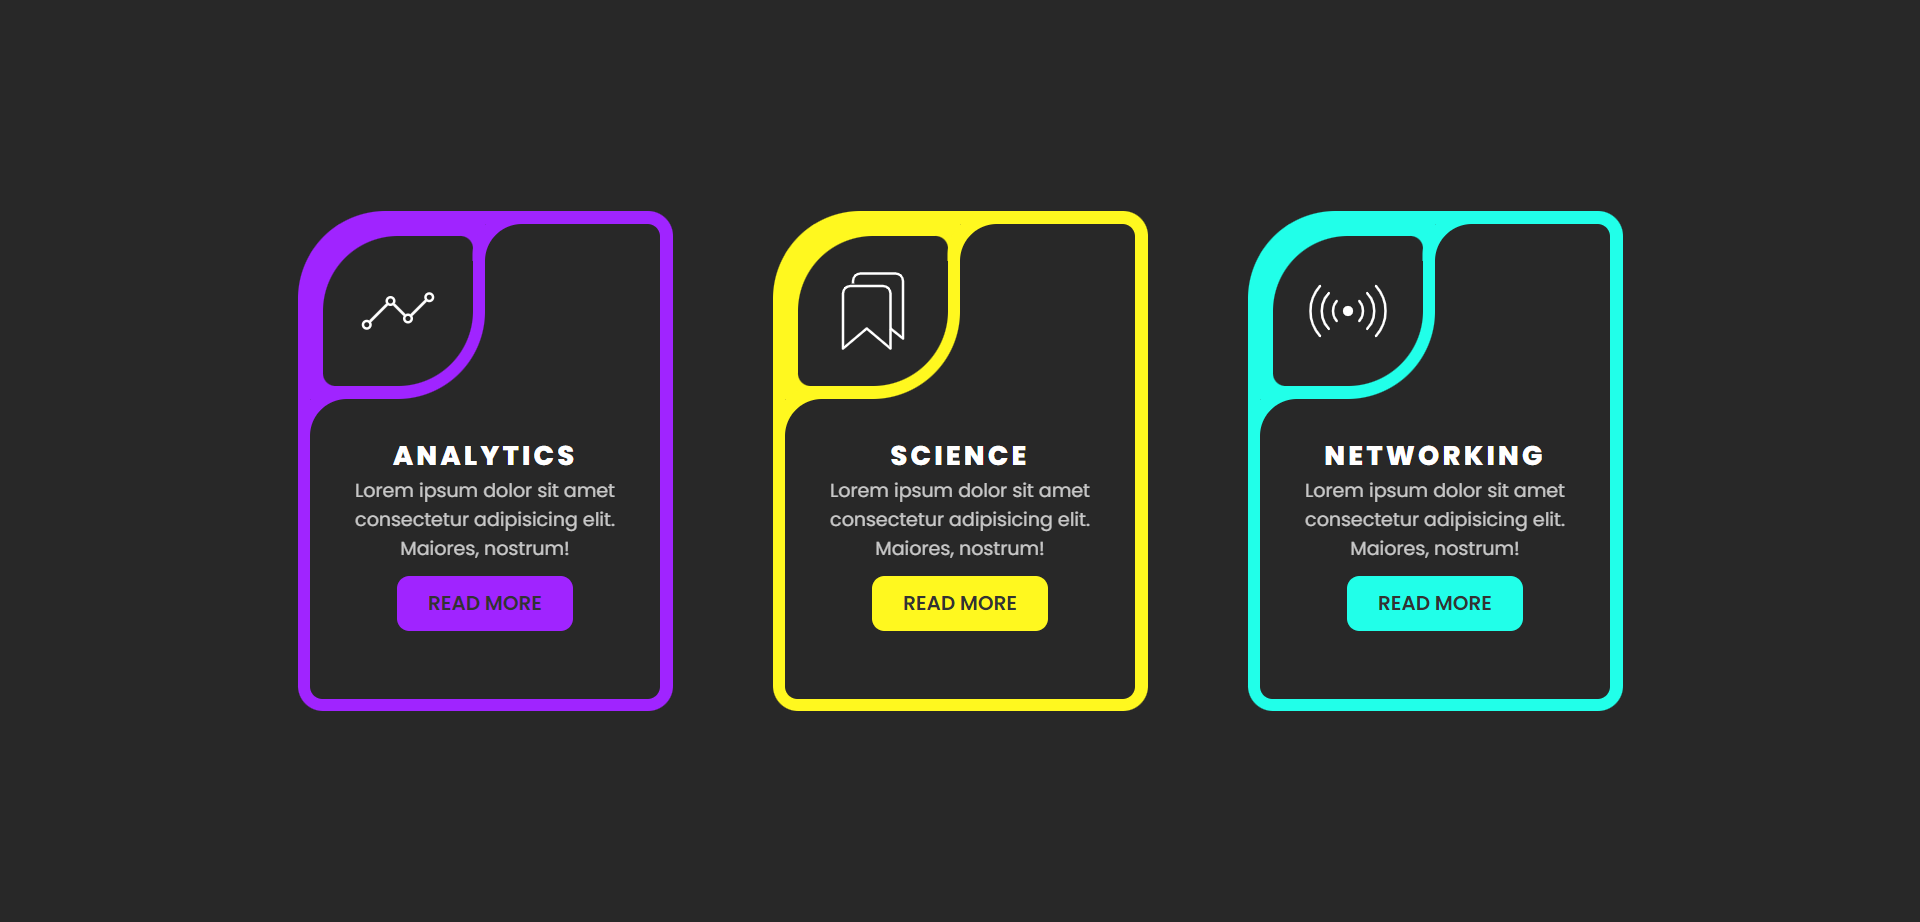 ANALYTICS
Lorem ipsum dolor sit amet
consectetur adipisicing elit.
Maiores, nostrum!
READ MORE
SCIENCE
Lorem ipsum dolor sit amet
consectetur adipisicing elit.
Maiores, nostrum!
READ MORE
NETWORKING
Lorem ipsum dolor sit amet
consectetur adipisicing elit.
Maiores, nostrum!
READ MORE